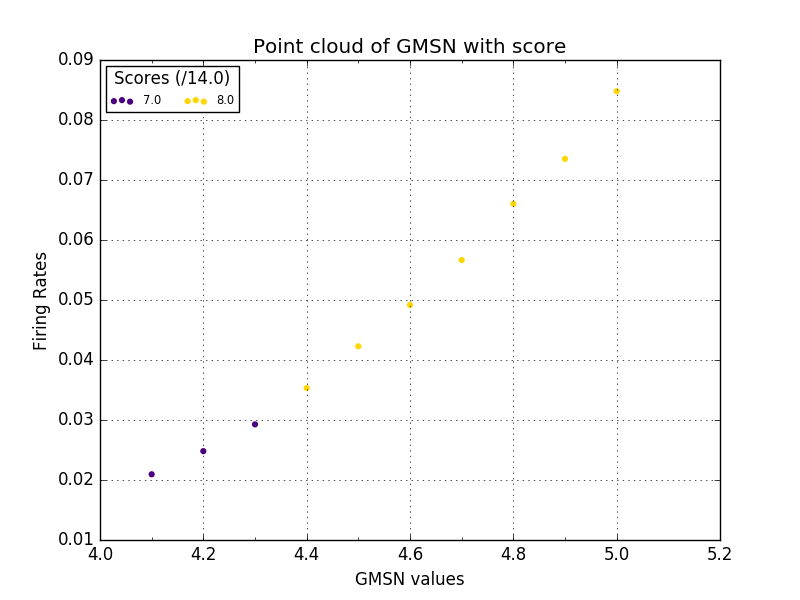 Point cloud of GMSN with score
Scores (/14.0)
7.0 8.0
Firing Rates
0.09
0.08
0.07
0.06
0.05
0.04
0.03
0.02
0.01
4.0 4.2 4.4 4.6 4.8 5.0 5.2
GMSN values